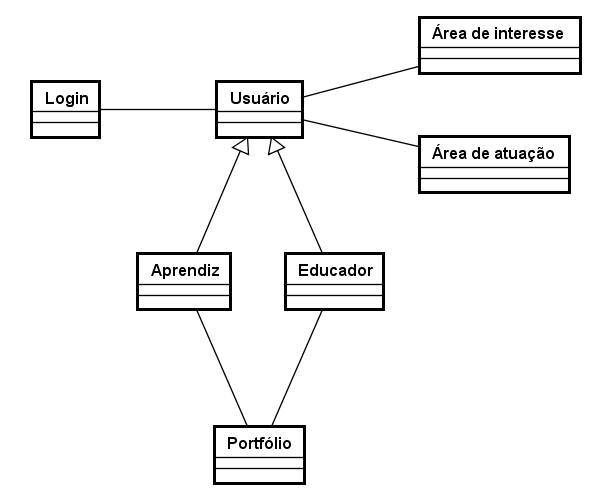 Área de interesse
Login
Usuário
Área de atuação
Aprendiz
Educador
Portfólio